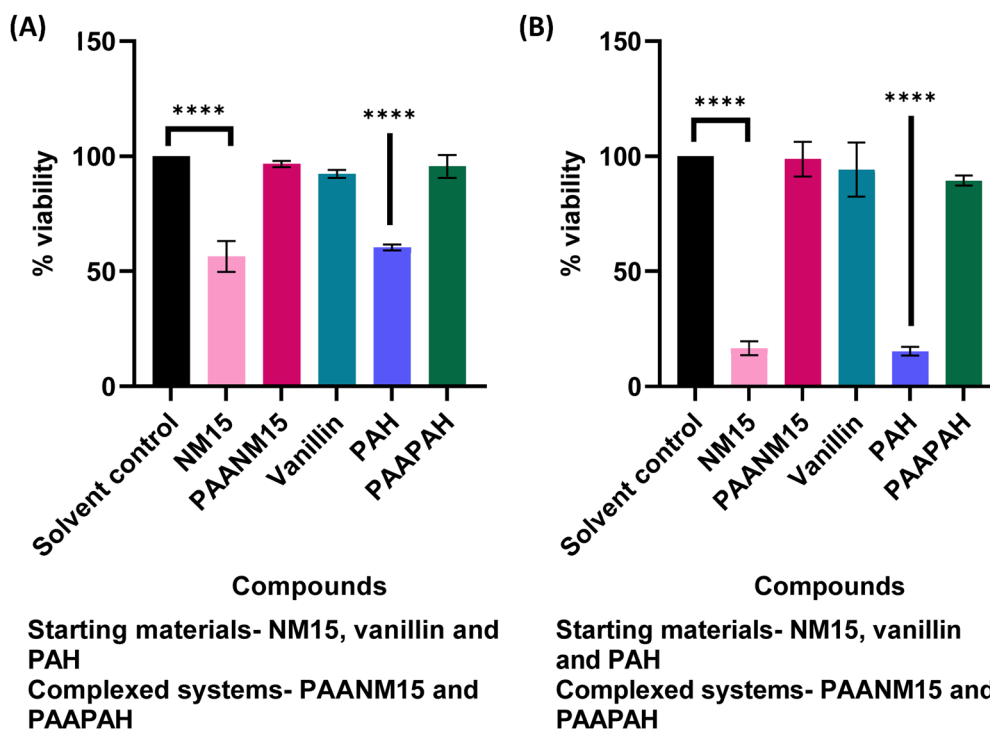 (A)
150
100
50
0
% viability
****
****
Solvent control
NM15
PAANM15
Vanillin
PAH
PAAPAH
Compounds
Starting materials- NM15, vanillin and
PAH
Complexed systems- PAANM15 and
PAAPAH
(B)
150
100
50
0
% viability
****
****
Solvent control
NM15
PAANM15
Vanillin
PAH
PAAPAH
Compounds
Starting materials- NM15, vanillin
and PAH
Complexed systems- PAANM15 and
PAAPAH